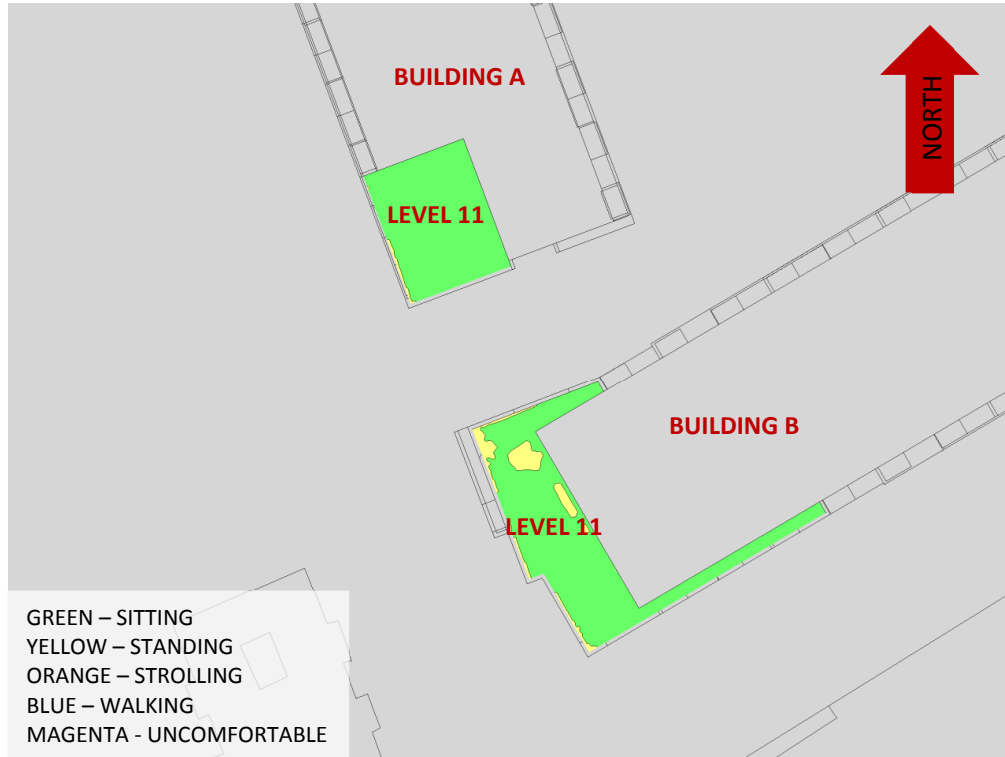 BUILDING A
NORTH
LEVEL 11
BUILDING B
LEVEL 11
GREEN – SITTING
YELLOW – STANDING
ORANGE – STROLLING
BLUE – WALKING
MAGENTA - UNCOMFORTABLE